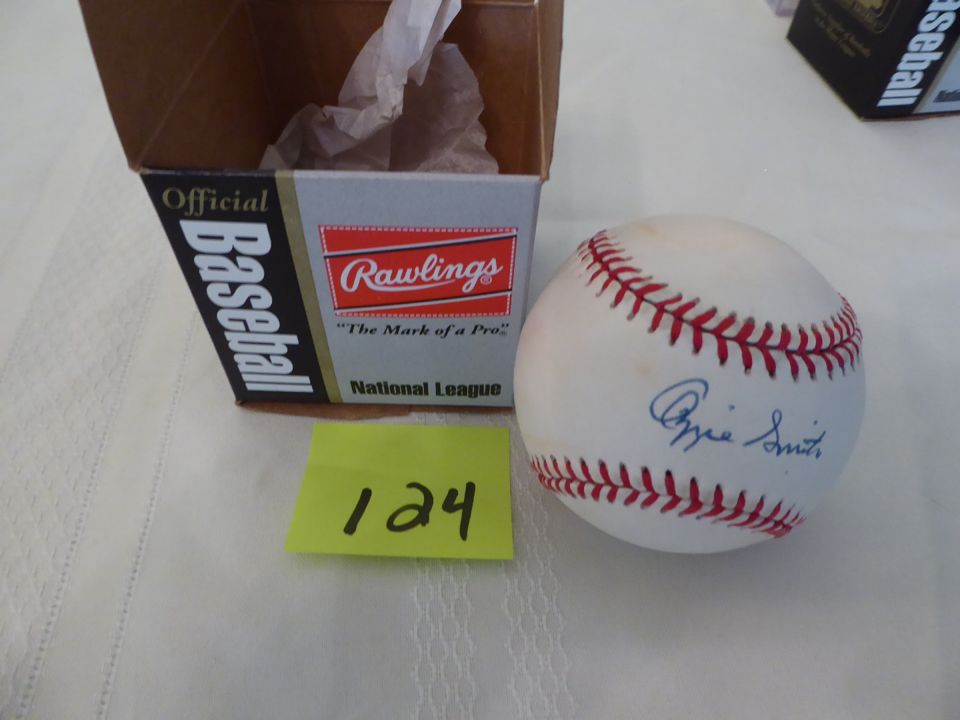 Official
Baseball
Rawlings®
"The Mark of a Pro"®
National League
124
Ozzie Smith
Baseball